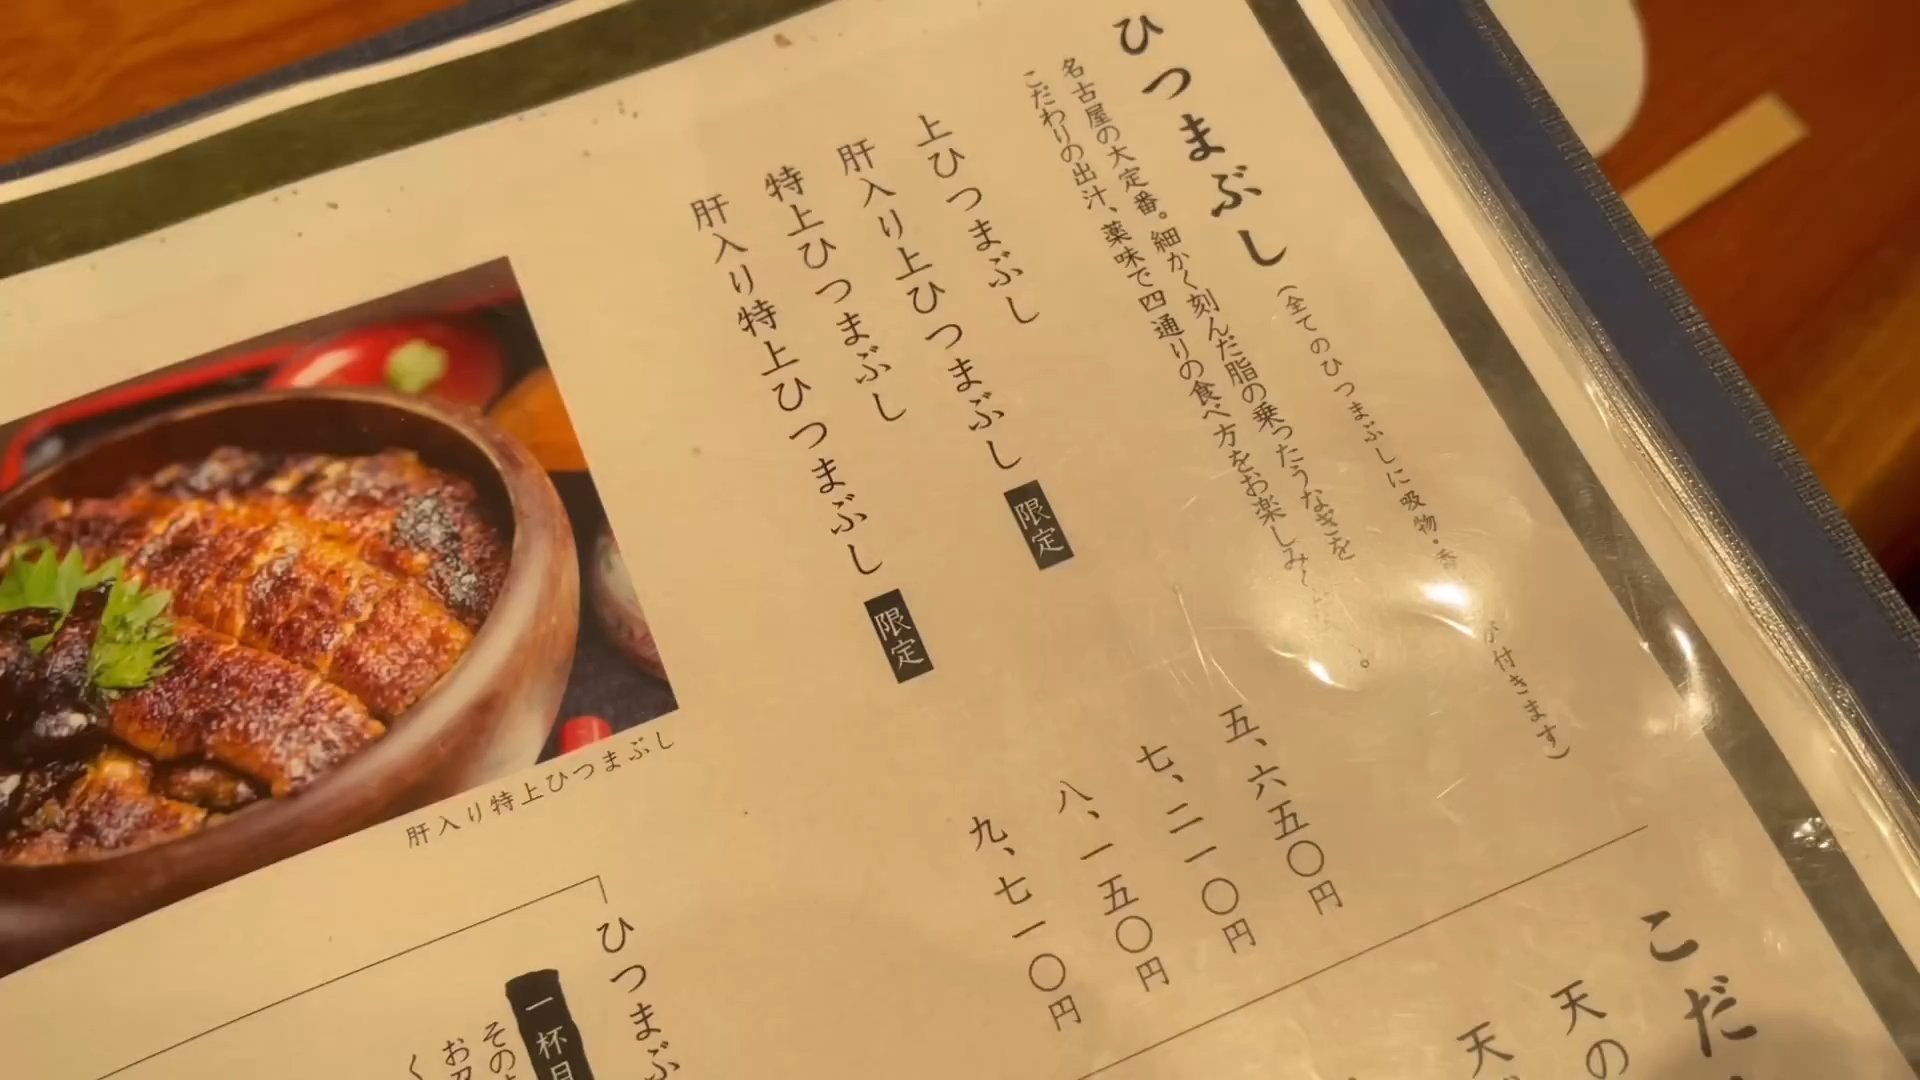 ひつまぶし(全てのひつまぶしに吸物・香 が付きます)
名古屋の大定番。細かく刻んだ脂の乗ったうなぎを
こだわりの出汁、薬味で四通りの食べ方をお楽しみ
上ひつまぶし 五、六五〇円
肝入り上ひつまぶし 限定 七、二一〇円
特上ひつまぶし 八、一五〇円
肝入り特上ひつまぶし 限定 九、七一〇円
肝入り特上ひつまぶし
こだ
天の
天
ひつまぶ
一杯目
その
お
く